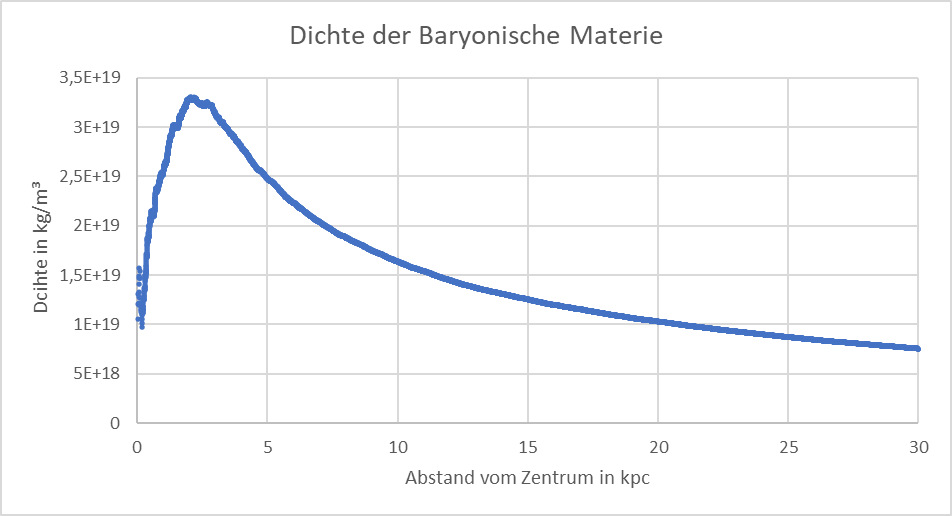 Dichte der Baryonische Materie
3,5E+19
3E+19
2,5E+19
2E+19
1,5E+19
1E+19
5E+18
0
Dcihte in kg/m³
0 5 10 15 20 25 30
Abstand vom Zentrum in kpc